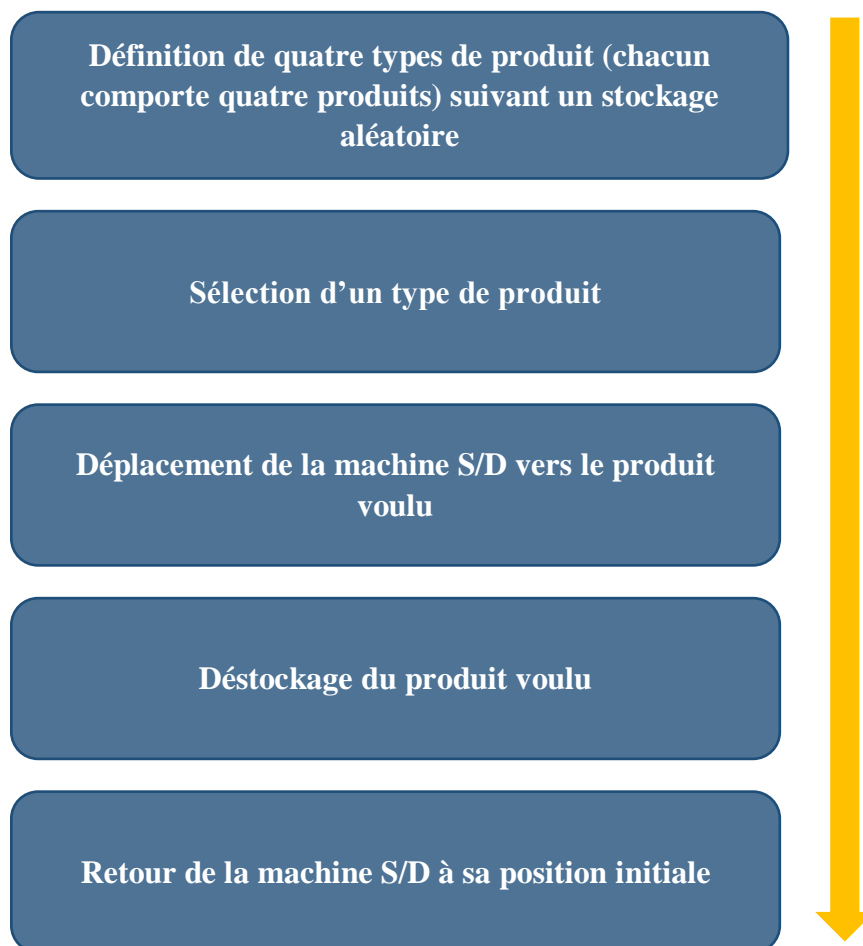 Définition de quatre types de produit (chacun
comporte quatre produits) suivant un stockage
aléatoire
Sélection d’un type de produit
Déplacement de la machine S/D vers le produit
voulu
Déstockage du produit voulu
Retour de la machine S/D à sa position initiale